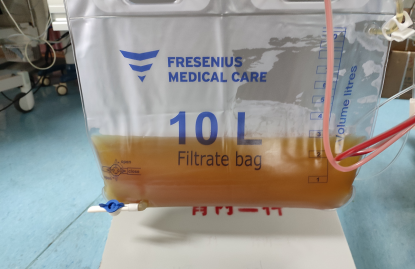 FRESENIUS
MEDICAL CARE
10 L
Filtrate bag
Volume litres